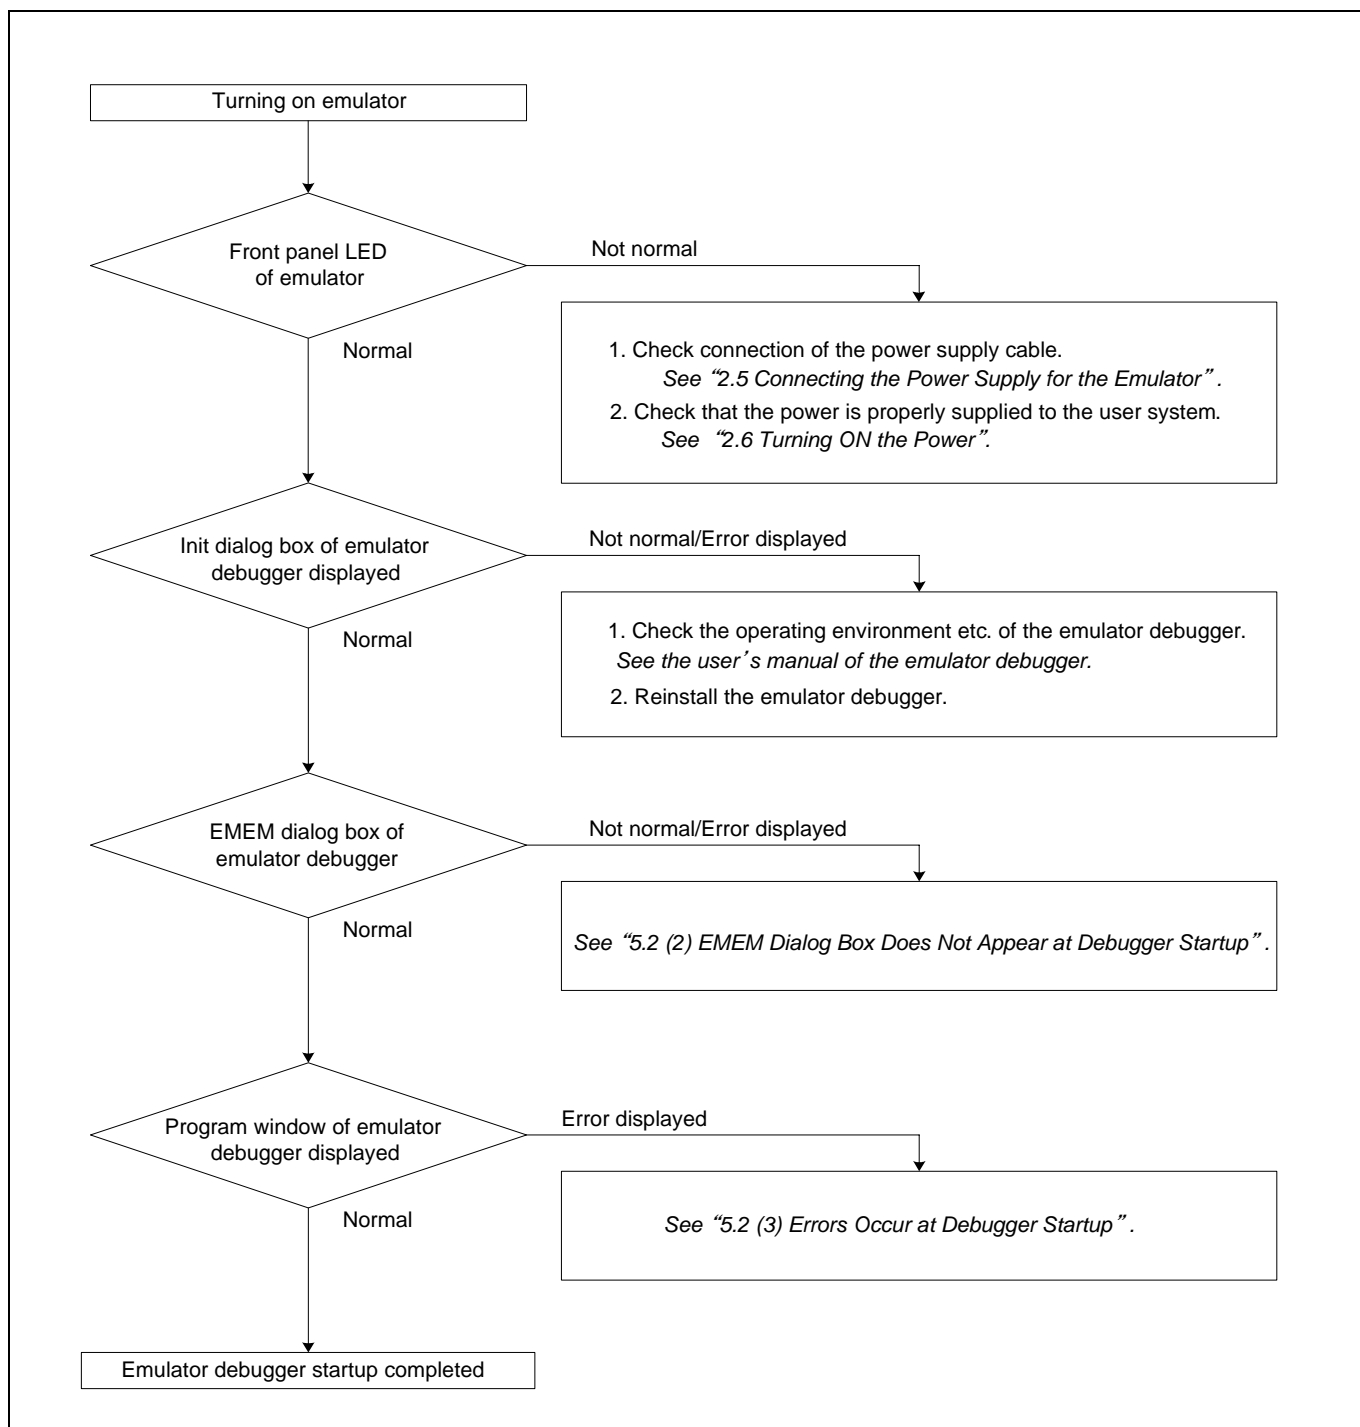 Turning on emulator
Front panel LED
of emulator
Not normal
Normal
1. Check connection of the power supply cable.
See “2.5 Connecting the Power Supply for the Emulator” .
2. Check that the power is properly supplied to the user system.
See “2.6 Turning ON the Power”.
Init dialog box of emulator
debugger displayed
Not normal/Error displayed
Normal
1. Check the operating environment etc. of the emulator debugger.
See the user’s manual of the emulator debugger.
2. Reinstall the emulator debugger.
EMEM dialog box of
emulator debugger
Not normal/Error displayed
Normal
See “5.2 (2) EMEM Dialog Box Does Not Appear at Debugger Startup” .
Program window of emulator
debugger displayed
Error displayed
Normal
See “5.2 (3) Errors Occur at Debugger Startup” .
Emulator debugger startup completed